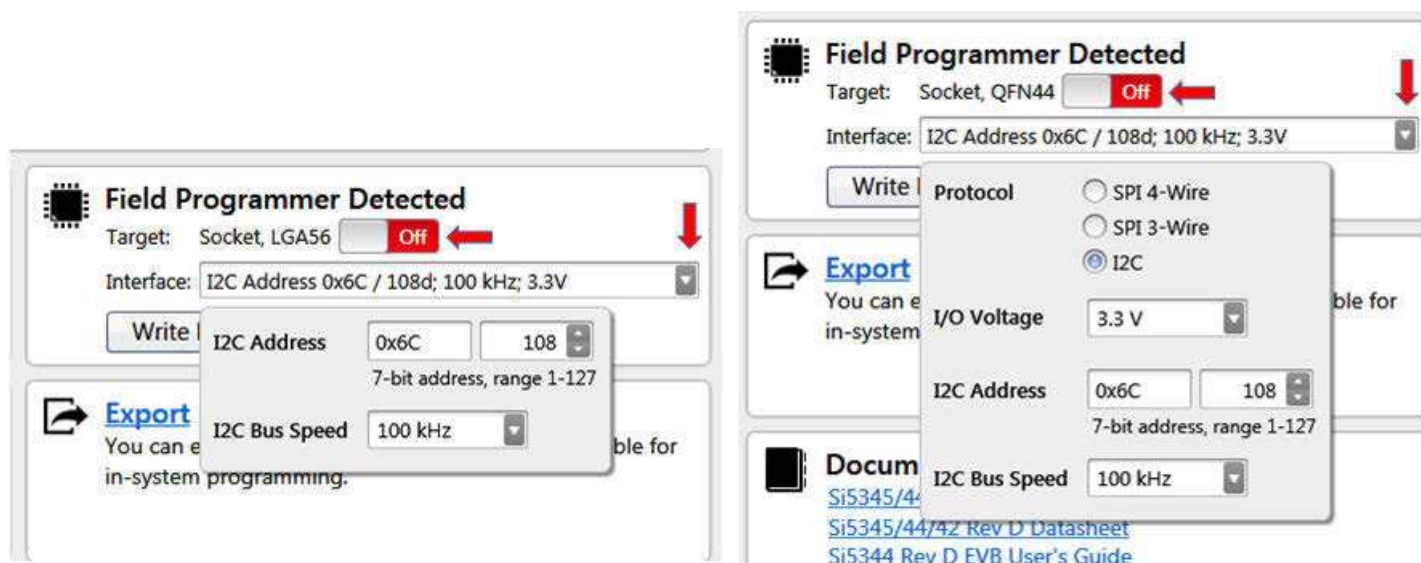 Field Programmer Detected
Target: Socket, LGA56 Off
Interface: I2C Address 0x6C / 108d; 100 kHz; 3.3V
Write
I2C Address 0x6C 108
7-bit address, range 1-127
I2C Bus Speed 100 kHz
Export
You can e ble for
in-system programming.
Field Programmer Detected
Target: Socket, QFN44 Off
Interface: I2C Address 0x6C / 108d; 100 kHz; 3.3V
Write
Protocol SPI 4-Wire
SPI 3-Wire
I2C
I/O Voltage 3.3 V
I2C Address 0x6C 108
7-bit address, range 1-127
I2C Bus Speed 100 kHz
Export
You can e ble for
in-system
Docum
Si5345/44
Si5345/44/42 Rev D Datasheet
Si5344 Rev D EVB User's Guide